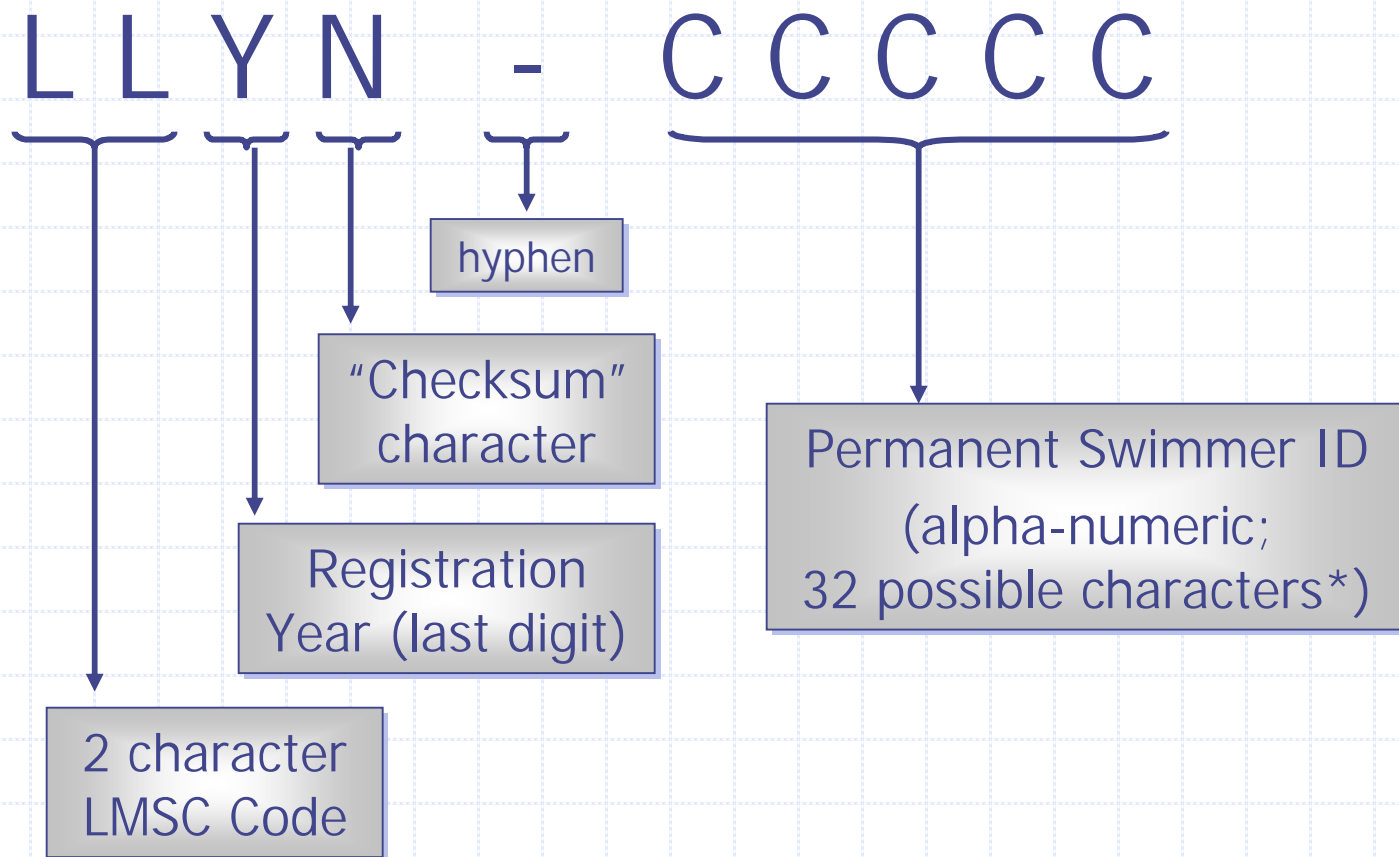 L L Y N - C C C C C
hyphen
“Checksum”
character
Permanent Swimmer ID
(alpha-numeric;
32 possible characters*)
Registration
Year (last digit)
2 character
LMSC Code